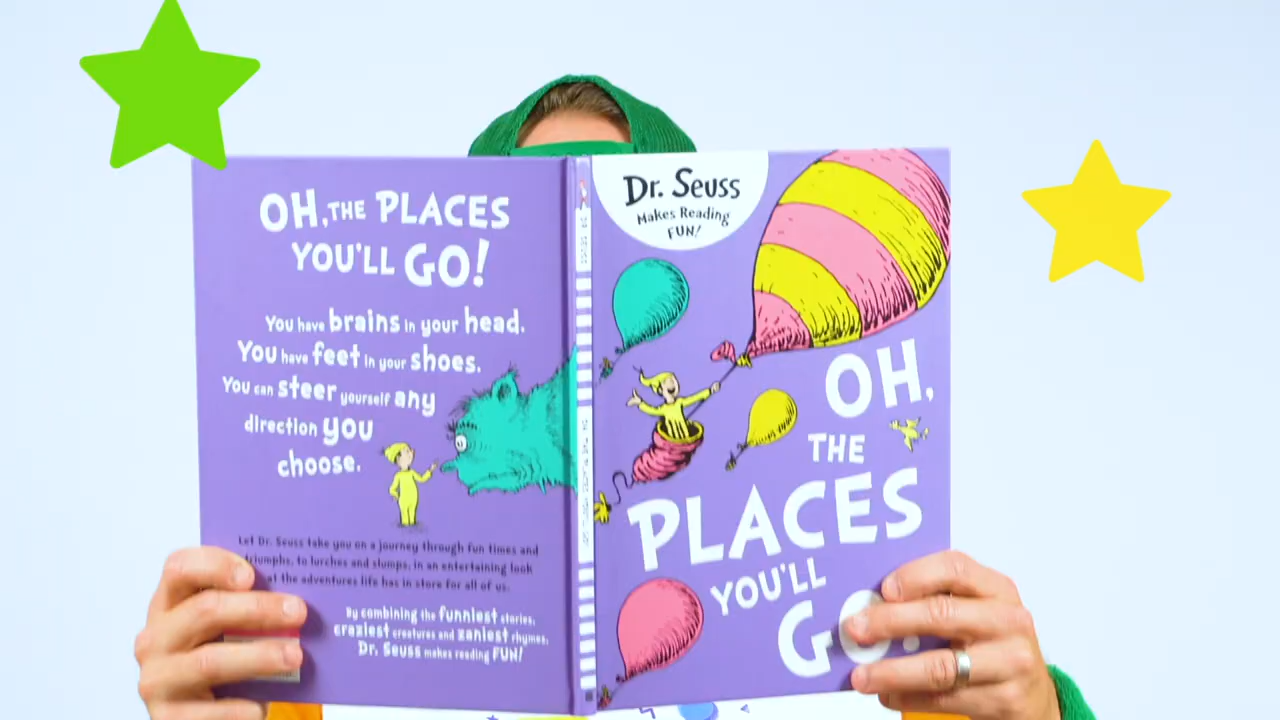 OH, THE PLACES
YOU'LL GO!
You have brains in your head.
You have feet in your shoes.
You can steer yourself any
direction you
choose.
Let Dr. Seuss take you on a journey through fun times and
triumphs, to lurches and slumps, in an entertaining look
at the adventures life has in store for all of us.
By combining the funniest stories,
craziest creatures and zaniest rhymes,
Dr. Seuss makes reading FUN!
Dr. Seuss
Makes Reading
FUN!
OH,
THE
PLACES
YOU'LL
GO!